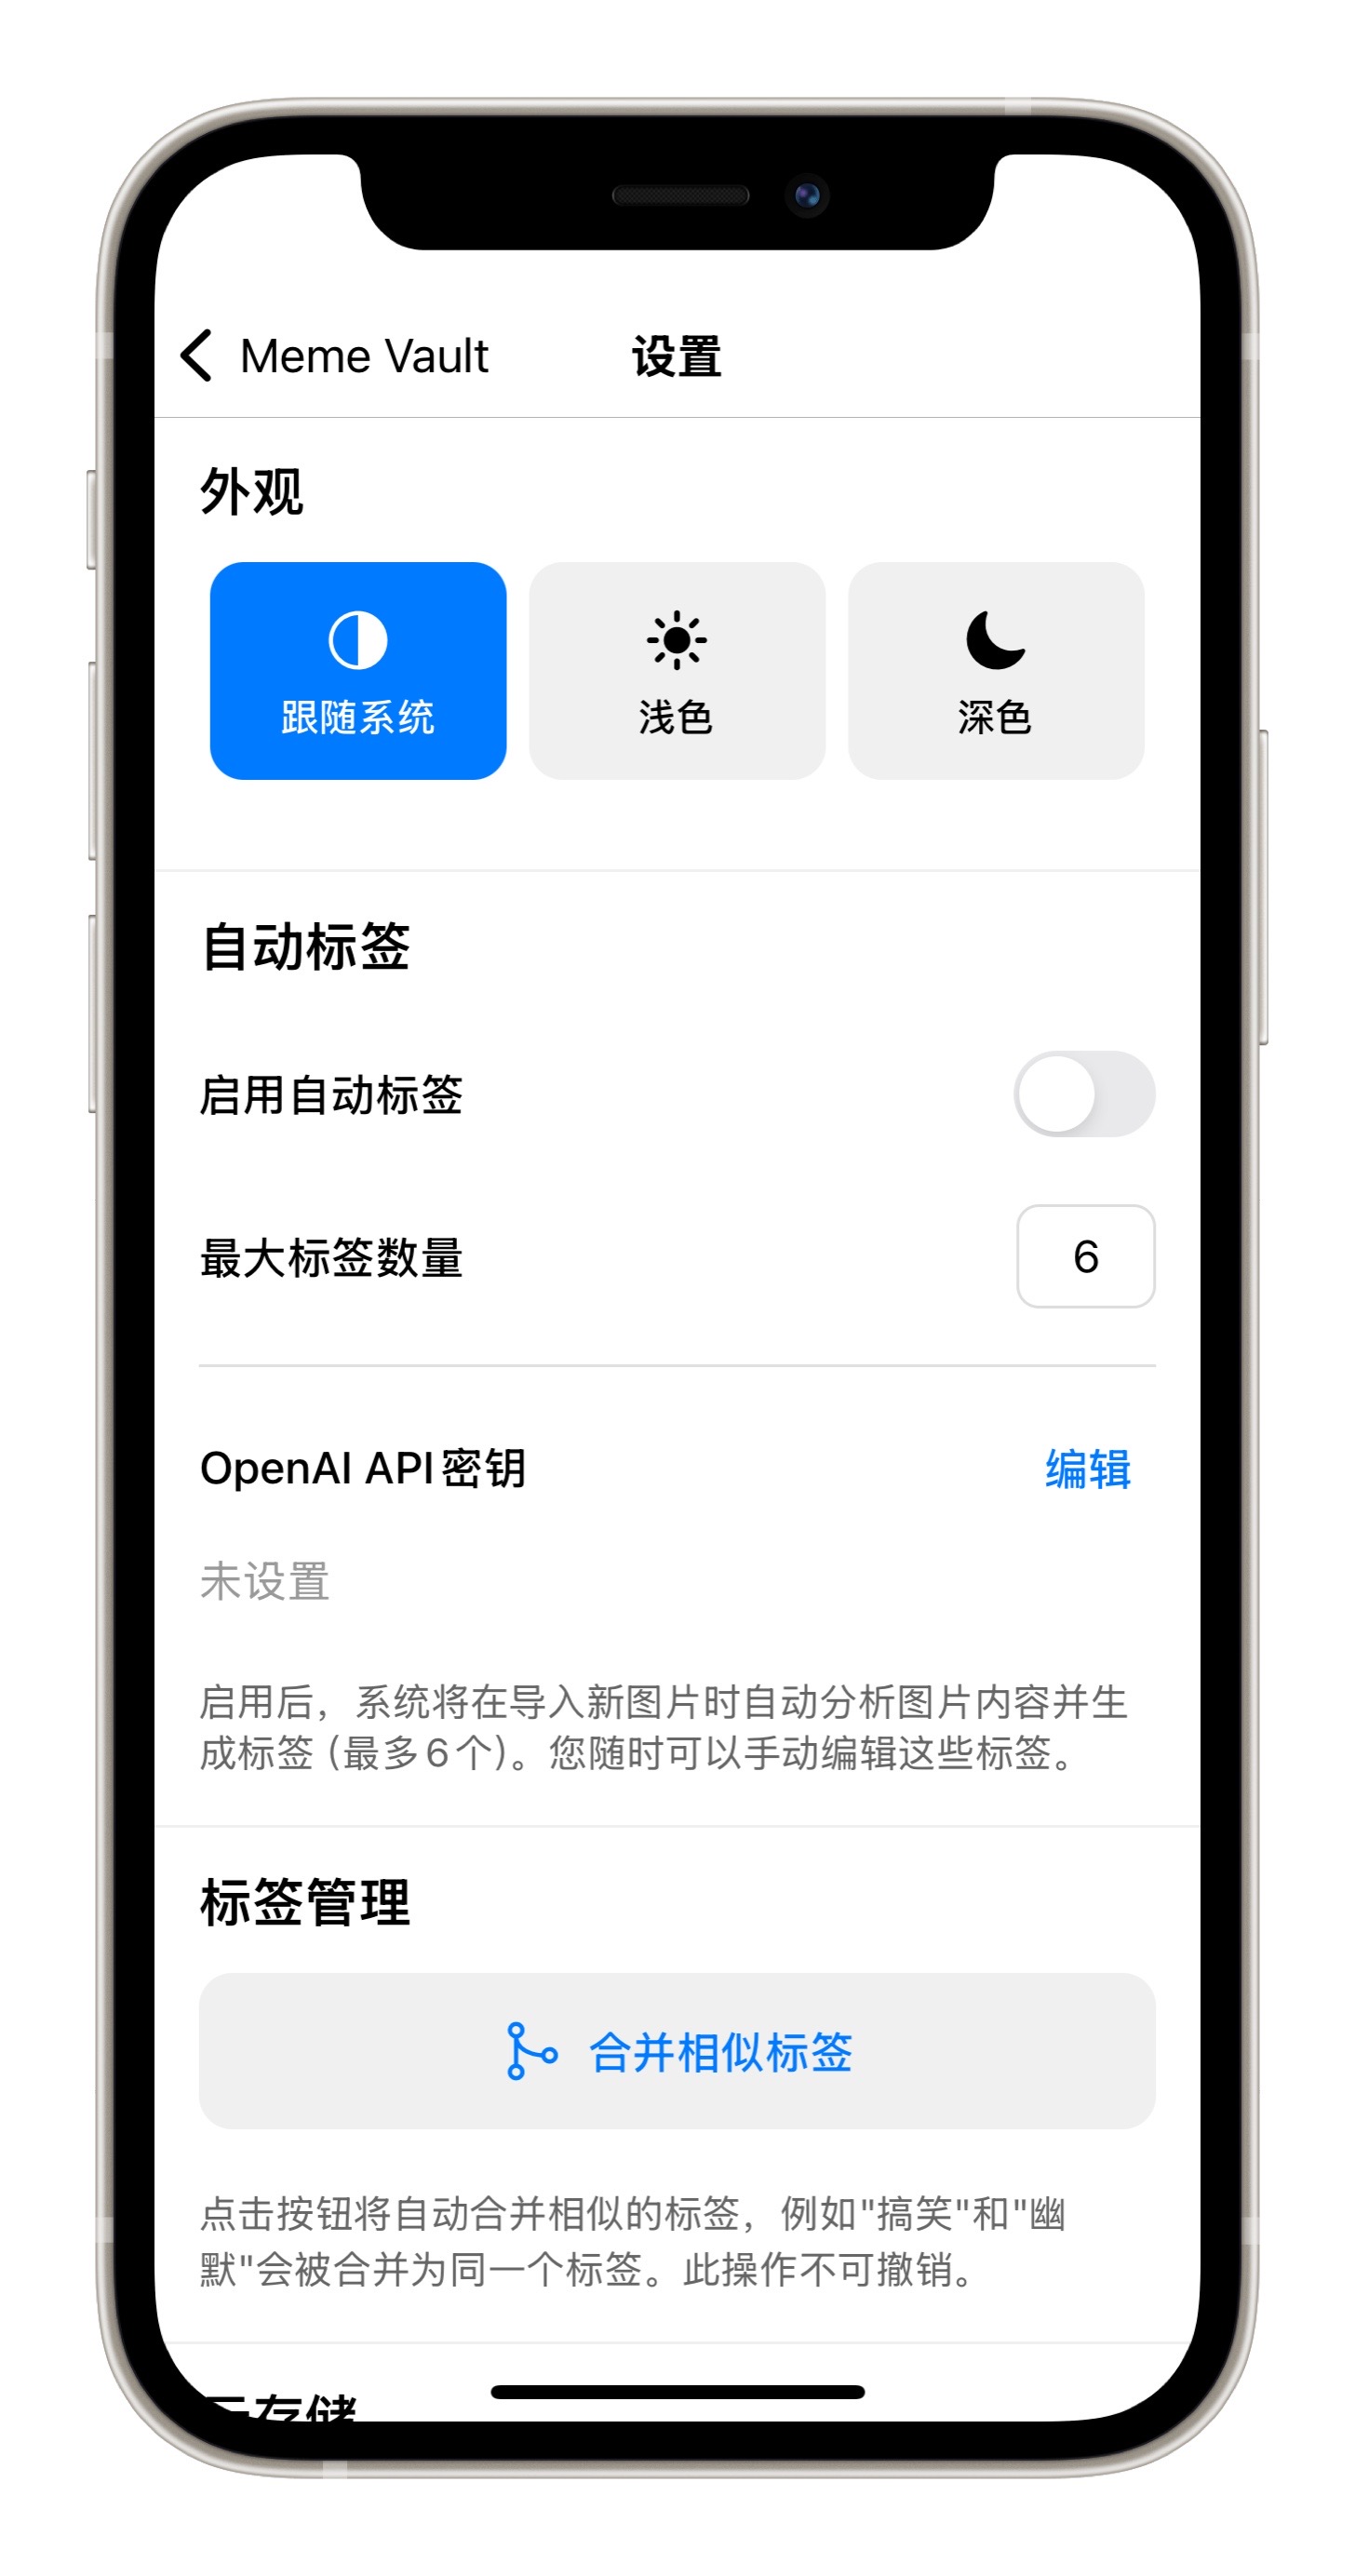 Meme Vault
设置
外观
跟随系统
浅色
深色
自动标签
启用自动标签
最大标签数量
6
OpenAI API密钥
编辑
未设置
启用后，系统将在导入新图片时自动分析图片内容并生
成标签 (最多6个)。您随时可以手动编辑这些标签。
标签管理
合并相似标签
点击按钮将自动合并相似的标签，例如"搞笑"和"幽
默"会被合并为同一个标签。此操作不可撤销。
云存储